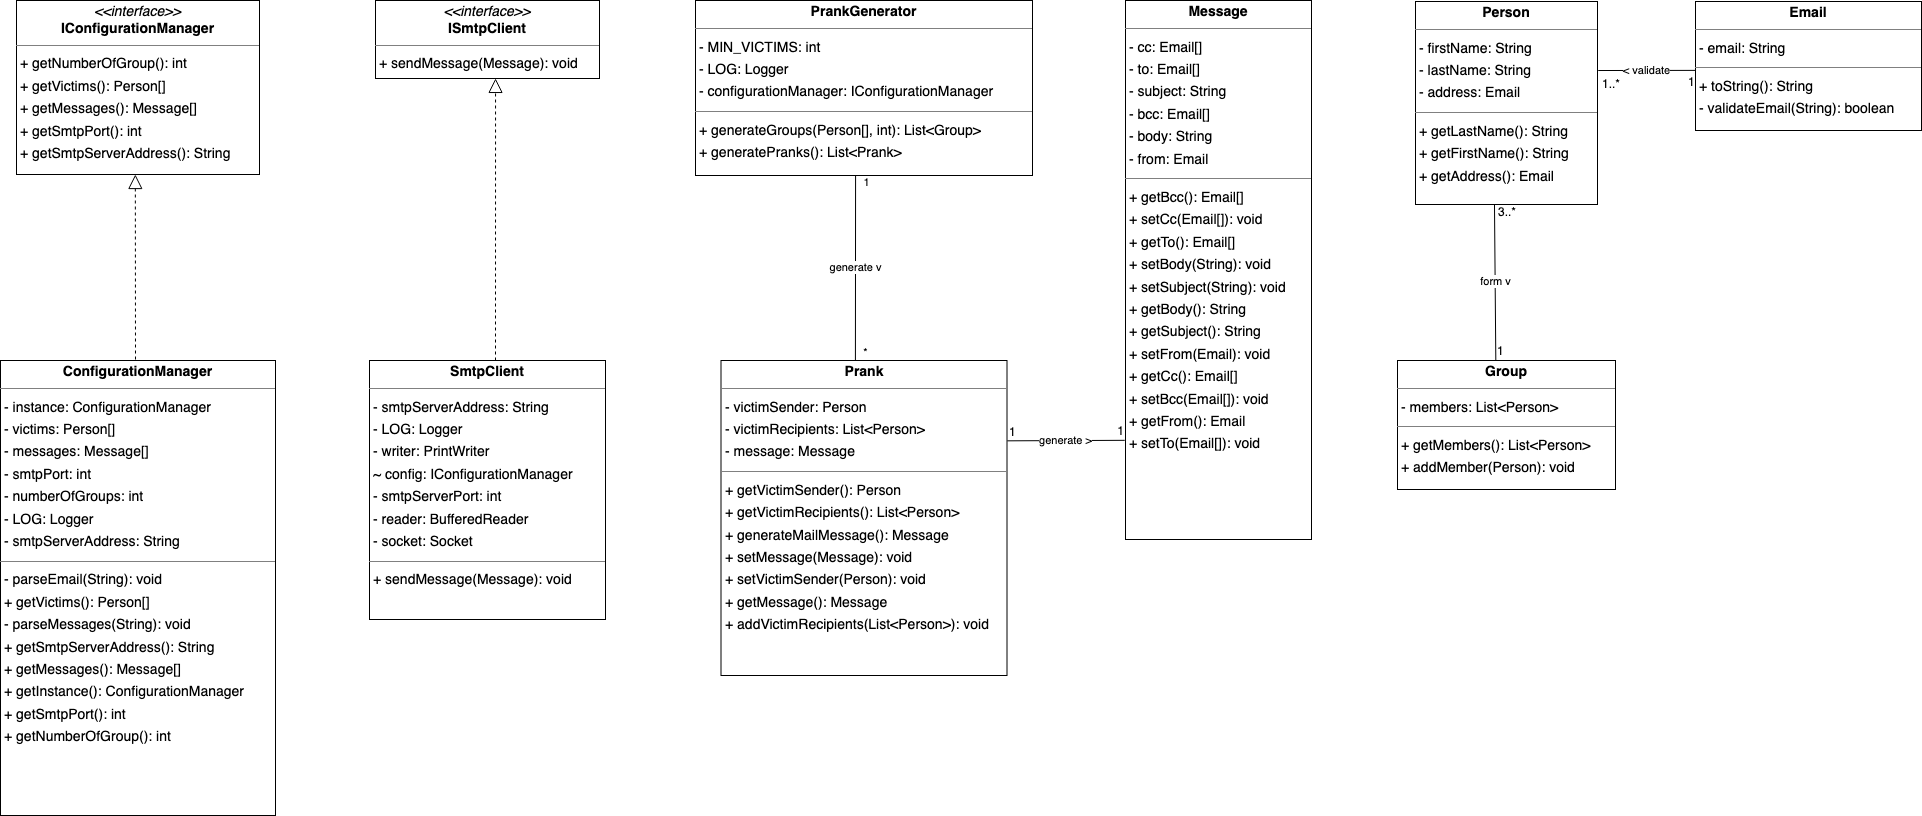 <<interface>>
IConfigurationManager
+ getNumberOfGroup(): int
+ getVictims(): Person[]
+ getMessages(): Message[]
+ getSmtpPort(): int
+ getSmtpServerAddress(): String
<<interface>>
ISmtpClient
+ sendMessage(Message): void
PrankGenerator
- MIN_VICTIMS: int
- LOG: Logger
- configurationManager: IConfigurationManager
+ generateGroups(Person[], int): List<Group>
+ generatePranks(): List<Prank>
1
generate v
*
Message
- cc: Email[]
- to: Email[]
- subject: String
- bcc: Email[]
- body: String
- from: Email
+ getBcc(): Email[]
+ setCc(Email[]): void
+ getTo(): Email[]
+ setBody(String): void
+ setSubject(String): void
+ getBody(): String
+ getSubject(): String
+ setFrom(Email): void
+ getCc(): Email[]
+ setBcc(Email[]): void
+ getFrom(): Email
+ setTo(Email[]): void
Person
- firstName: String
- lastName: String
- address: Email
+ getLastName(): String
+ getFirstName(): String
+ getAddress(): Email
1..*
< validate
1
Email
- email: String
+ toString(): String
- validateEmail(String): boolean
3..*
form v
1
ConfigurationManager
- instance: ConfigurationManager
- victims: Person[]
- messages: Message[]
- smtpPort: int
- numberOfGroups: int
- LOG: Logger
- smtpServerAddress: String
- parseEmail(String): void
+ getVictims(): Person[]
- parseMessages(String): void
+ getSmtpServerAddress(): String
+ getMessages(): Message[]
+ getInstance(): ConfigurationManager
+ getSmtpPort(): int
+ getNumberOfGroup(): int
SmtpClient
- smtpServerAddress: String
- LOG: Logger
- writer: PrintWriter
~ config: IConfigurationManager
- smtpServerPort: int
- reader: BufferedReader
- socket: Socket
+ sendMessage(Message): void
Prank
- victimSender: Person
- victimRecipients: List<Person>
- message: Message
+ getVictimSender(): Person
+ getVictimRecipients(): List<Person>
+ generateMailMessage(): Message
+ setMessage(Message): void
+ setVictimSender(Person): void
+ getMessage(): Message
+ addVictimRecipients(List<Person>): void
1
generate >
1
Group
- members: List<Person>
+ getMembers(): List<Person>
+ addMember(Person): void